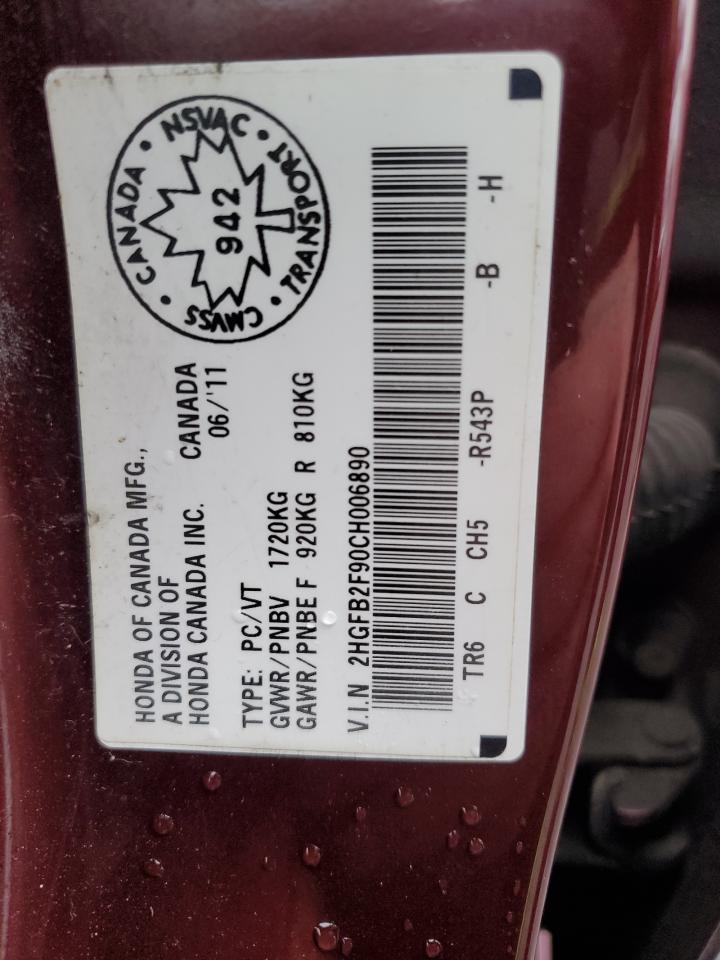 HONDA OF CANADA MFG.,
A DIVISION OF
HONDA CANADA INC. CANADA
06/'11
TYPE: PC/VT
GVWR/PNBV 1720KG
GAWR/PNBE F 920KG R 810KG
V.I.N 2HGFB2F90CH006890
TR6 C CH5 -R543P -B -H
CANADA • NSVAC • TRANSPORT • CMVSS •
942